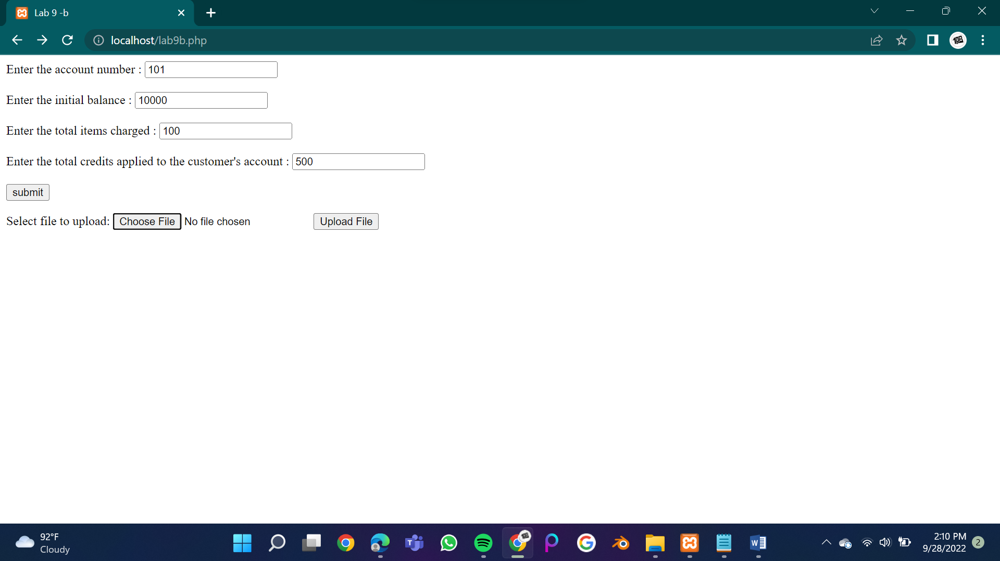 Lab 9 -b
localhost/lab9b.php
Enter the account number : 101
Enter the initial balance : 10000
Enter the total items charged : 100
Enter the total credits applied to the customer's account : 500
submit
Select file to upload: Choose File No file chosen Upload File
92°F
Cloudy
2:10 PM
9/28/2022
2